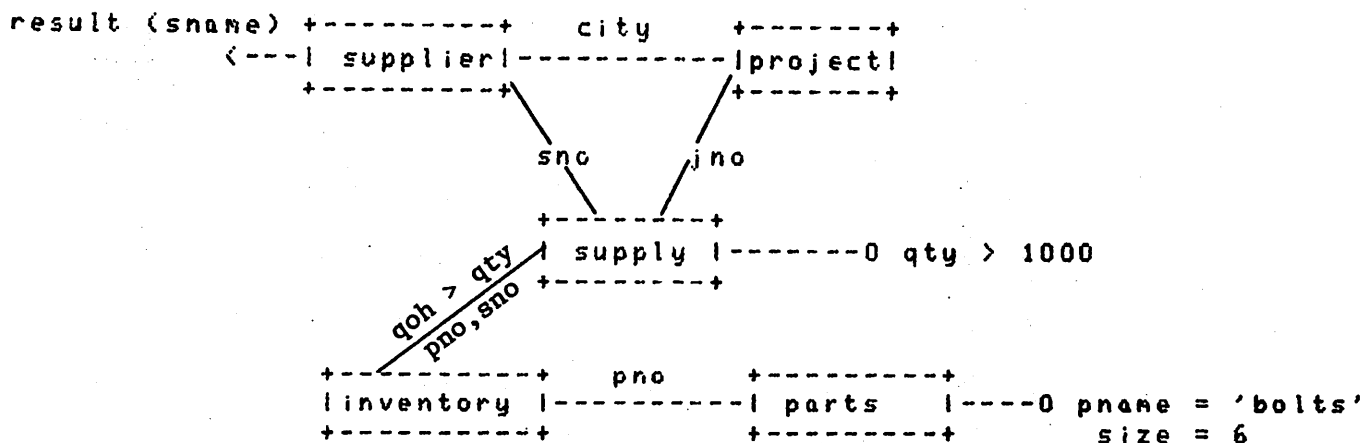 result (sname)
city
supplier
project
sno
jno
supply
qty > 1000
qoh > qty
pno,sno
pno
inventory
parts
pname = 'bolts'
size = 6